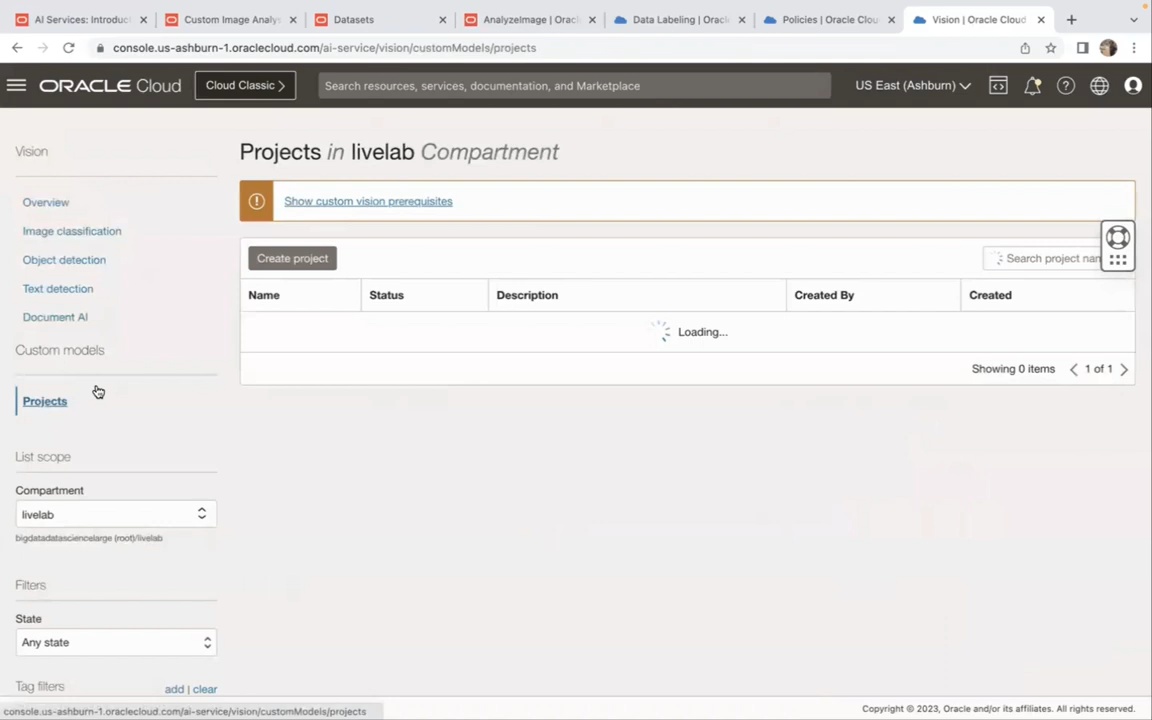 AI Services: Introduct
Custom Image Analys
Datasets
AnalyzeImage | Oracl
Data Labeling | Oracle
Policies | Oracle Clou
Vision | Oracle Cloud
console.us-ashburn-1.oraclecloud.com/ai-service/vision/customModels/projects
ORACLE Cloud
Cloud Classic >
Search resources, services, documentation, and Marketplace
US East (Ashburn)
Vision
Overview
Image classification
Object detection
Text detection
Document AI
Custom models
Projects
List scope
Compartment
livelab
bigdatadatasciencelarge (root)/livelab
Filters
State
Any state
Tag filters
add | clear
Projects in livelab Compartment
Show custom vision prerequisites
Create project
Search project nam
Name
Status
Description
Created By
Created
Loading...
Showing 0 items
1 of 1
console.us-ashburn-1.oraclecloud.com/ai-service/vision/customModels/projects
Copyright © 2023, Oracle and/or its affiliates. All rights reserved.